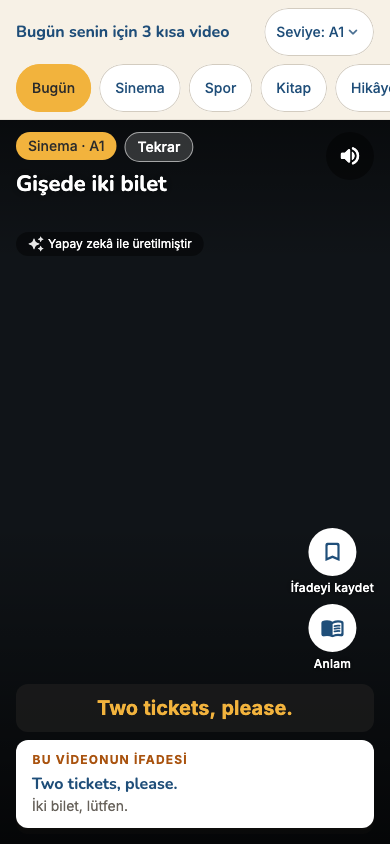 Bugün senin için 3 kısa video
Seviye: A1
Bugün
Sinema
Spor
Kitap
Sinema · A1
Tekrar
Gişede iki bilet
Yapay zekâ ile üretilmiştir
İfadeyi kaydet
Anlam
Two tickets, please.
BU VİDEONUN İFADESİ
Two tickets, please.
İki bilet, lütfen.